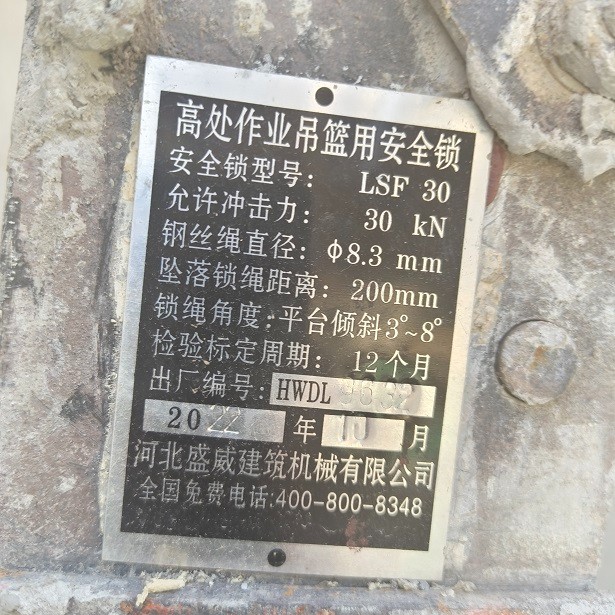 高处作业吊篮用安全锁
安全锁型号: LSF 30
允许冲击力: 30 kN
钢丝绳直径: φ8.3 mm
坠落锁绳距离: 200mm
锁绳角度:平台倾斜3°~8°
检验标定周期: 12个月
出厂编号: HWDL
2022 年 10 月
河北盛威建筑机械有限公司
全国免费电话:400-800-8348